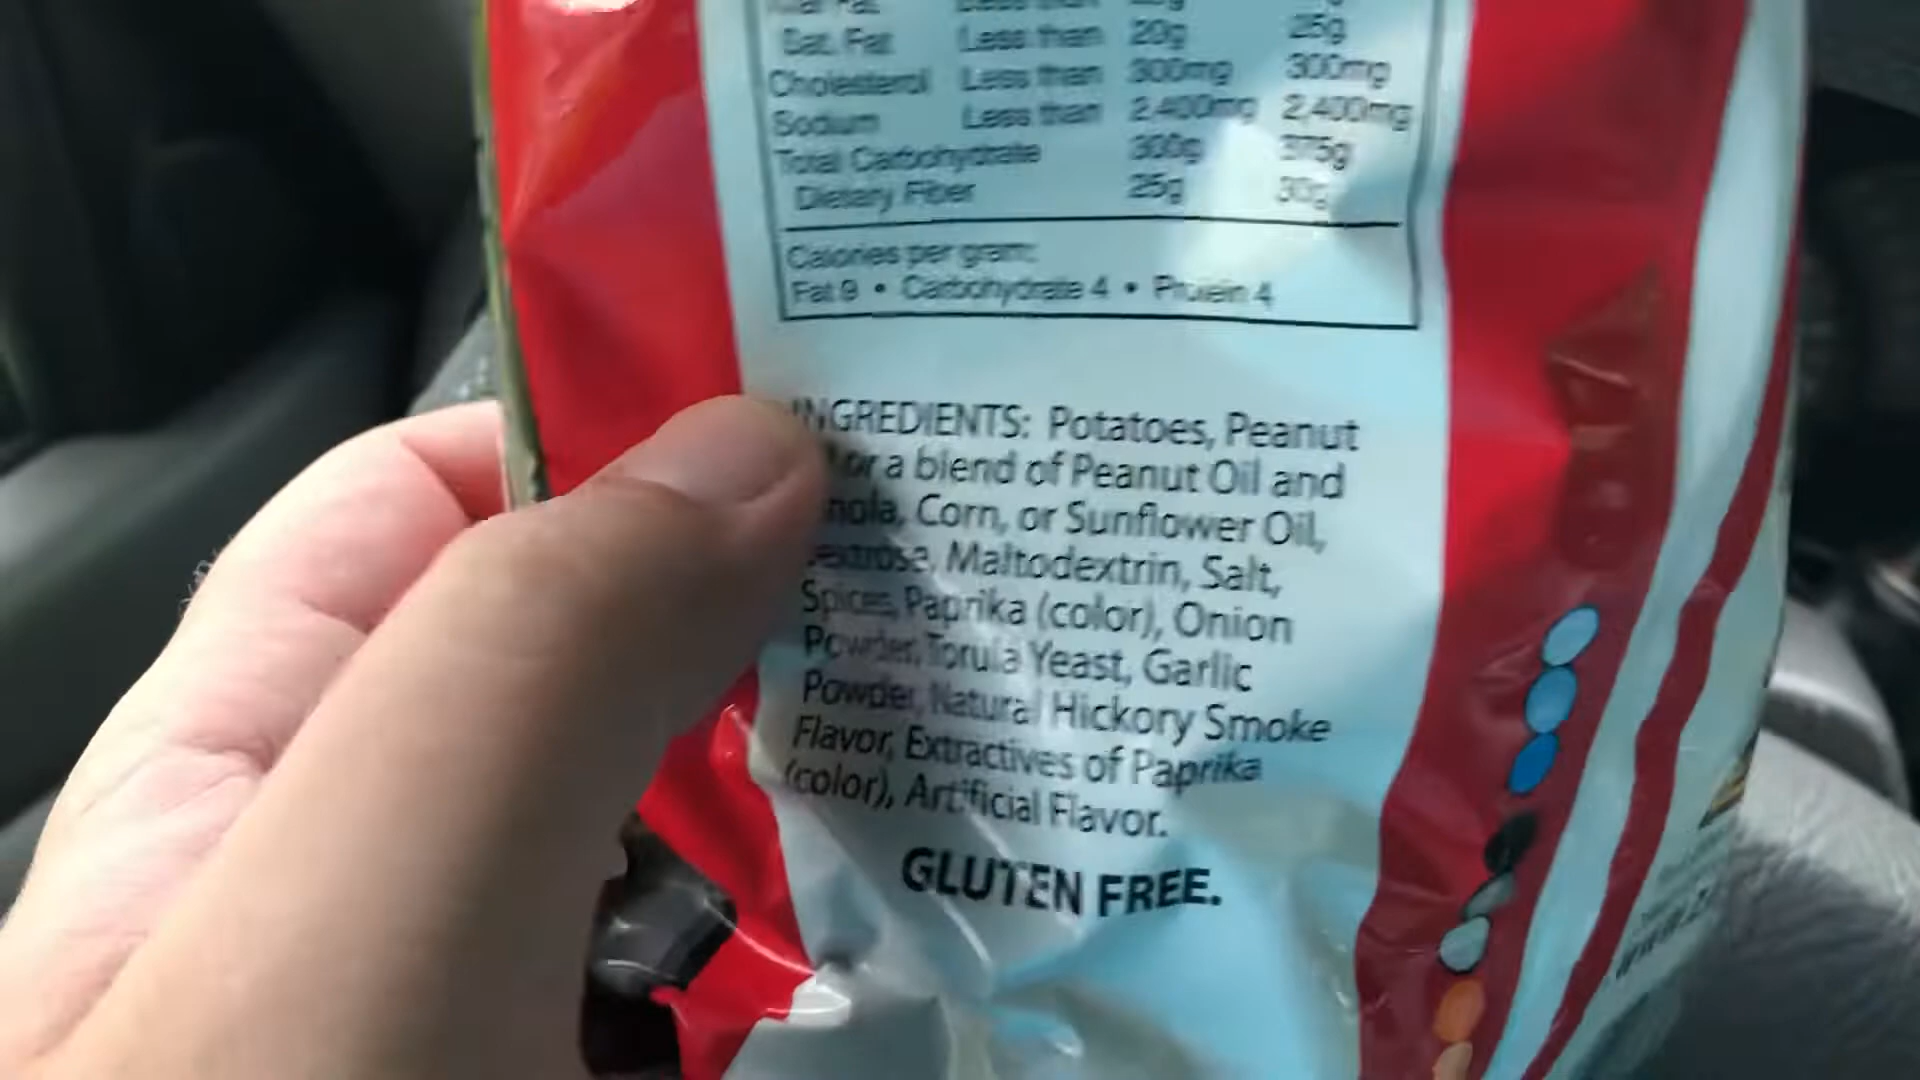 Sat. Fat Less than 20g 25g
Cholesterol Less than 300mg 300mg
Sodium Less than 2,400mg 2,400mg
Total Carbohydrate 300g 375g
Dietary Fiber 25g 30g
Calories per gram:
Fat 9 • Carbohydrate 4 • Protein 4
INGREDIENTS: Potatoes, Peanut
or a blend of Peanut Oil and
nola, Corn, or Sunflower Oil,
Dextrose, Maltodextrin, Salt,
Spices, Paprika (color), Onion
Powder, Torula Yeast, Garlic
Powder, Natural Hickory Smoke
Flavor, Extractives of Paprika
(color), Artificial Flavor.
GLUTEN FREE.